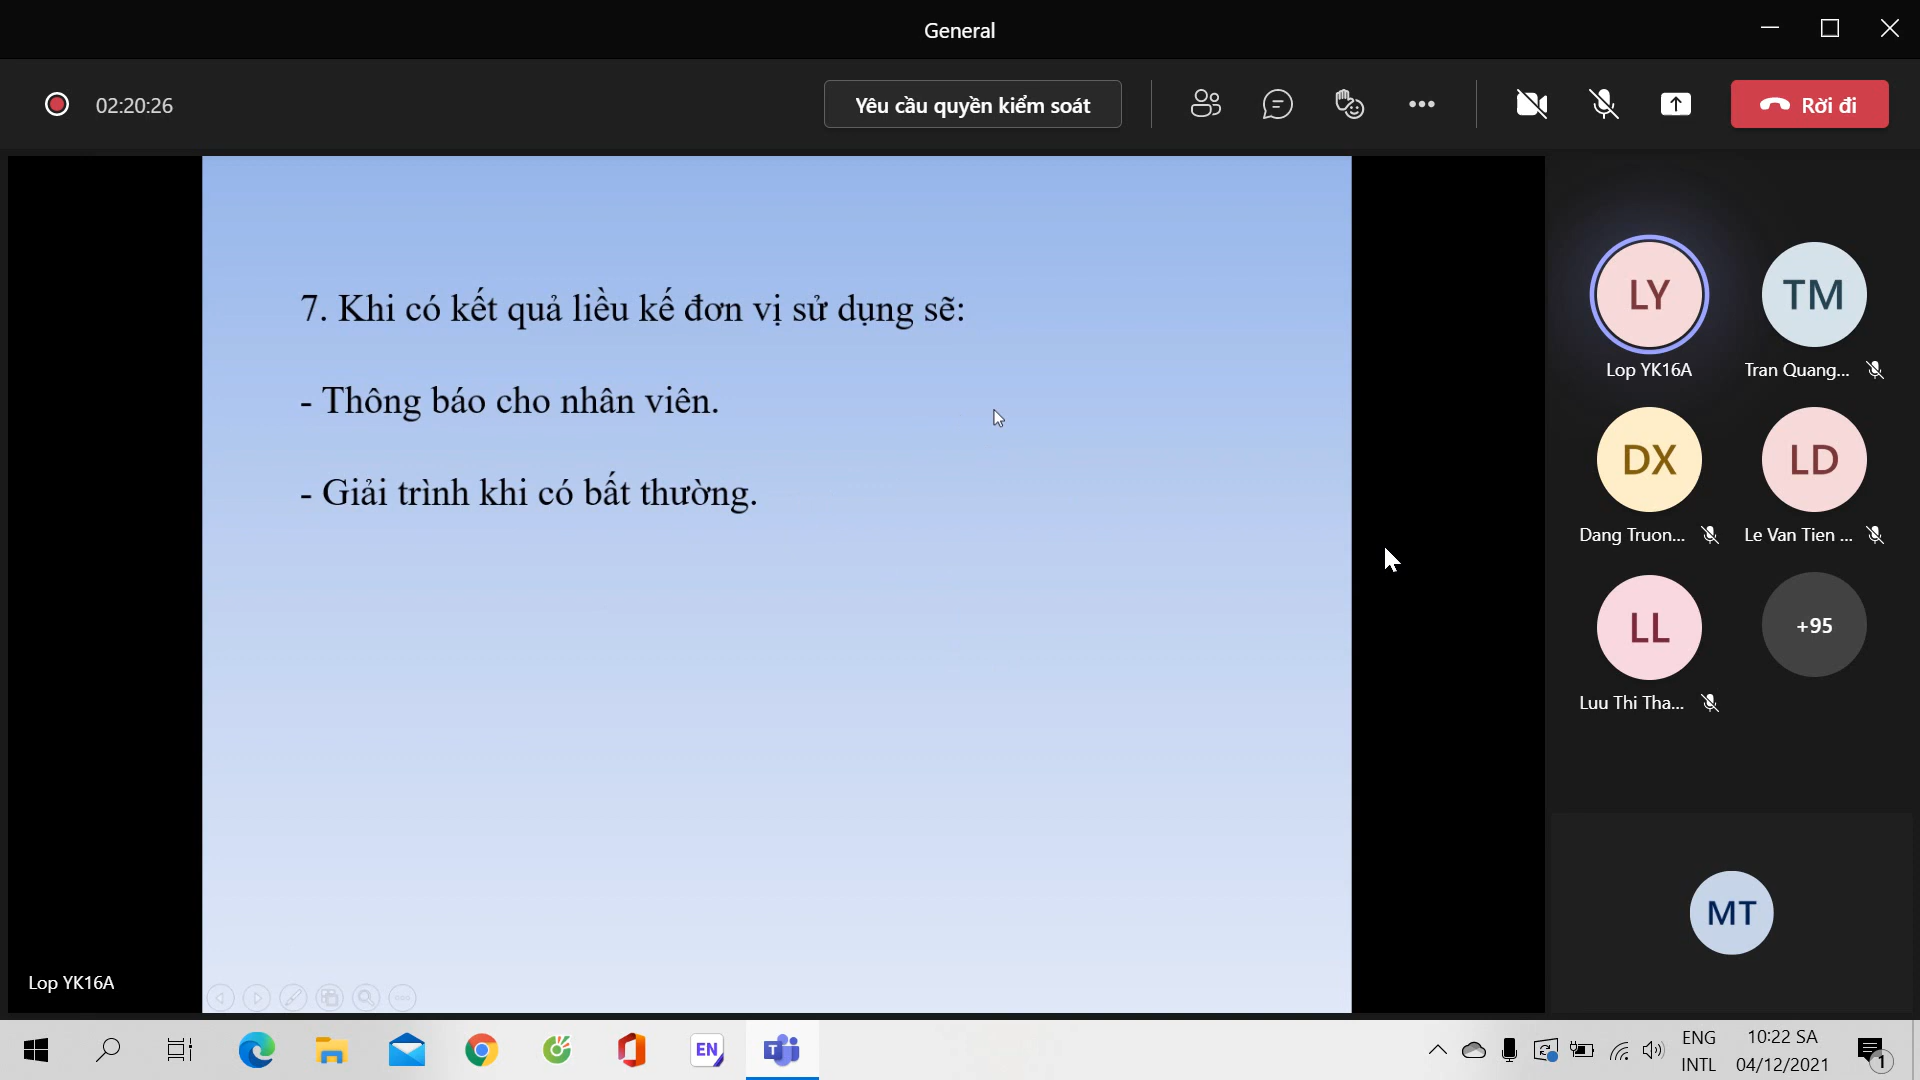 General
02:20:26
Yêu cầu quyền kiểm soát
Rời đi
7. Khi có kết quả liều kế đơn vị sử dụng sẽ:
- Thông báo cho nhân viên.
- Giải trình khi có bất thường.
LY
TM
Lop YK16A
Tran Quang...
DX
LD
Dang Truon...
Le Van Tien ...
LL
+95
Luu Thi Tha...
MT
Lop YK16A
EN
T
ENG
INTL
10:22 SA
04/12/2021
1